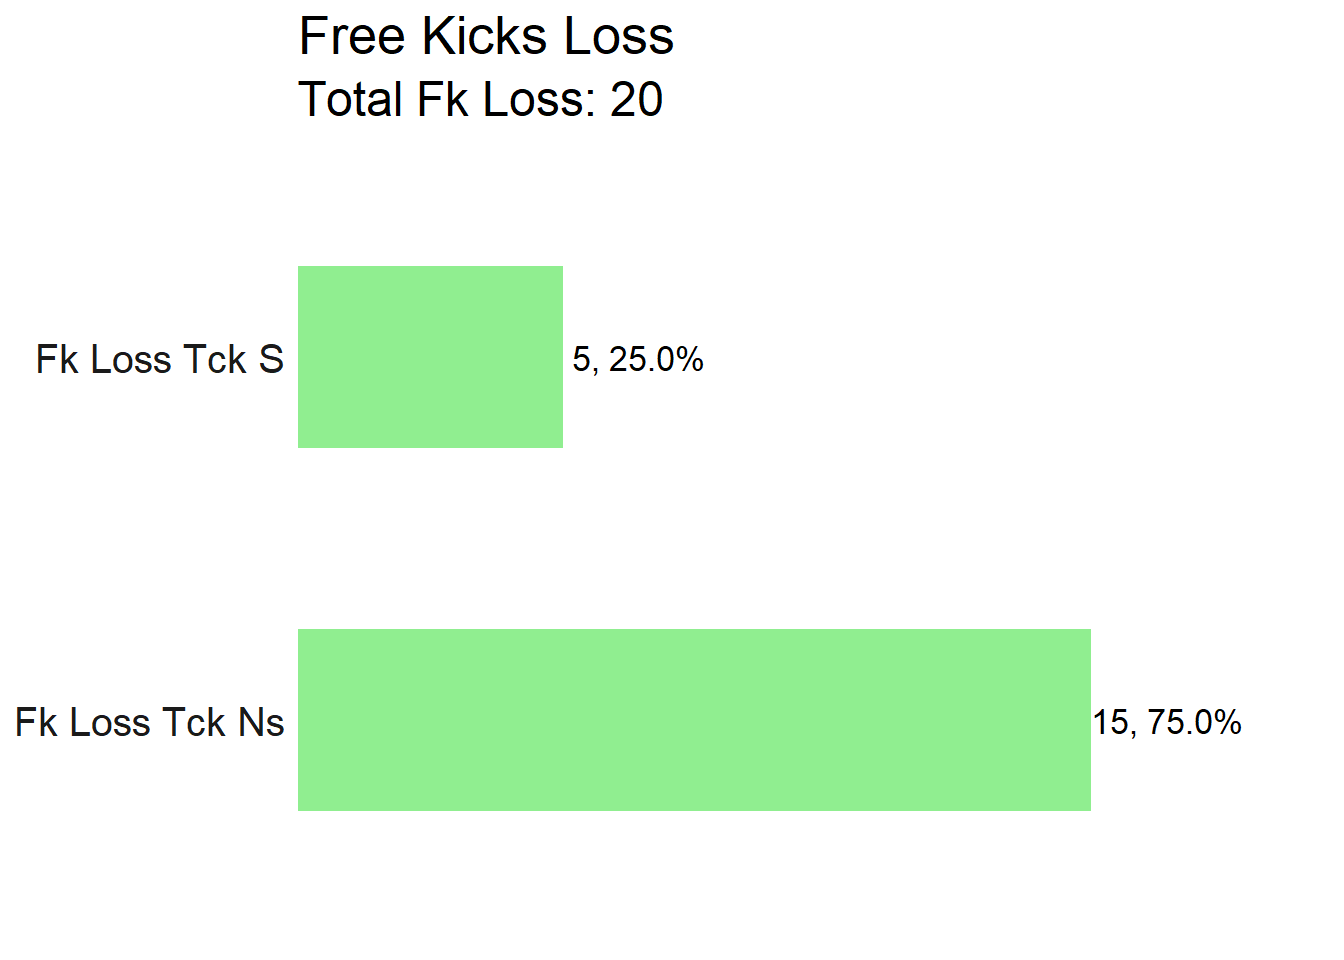 Free Kicks Loss
Total Fk Loss: 20
Fk Loss Tck S
5, 25.0%
Fk Loss Tck Ns
15, 75.0%